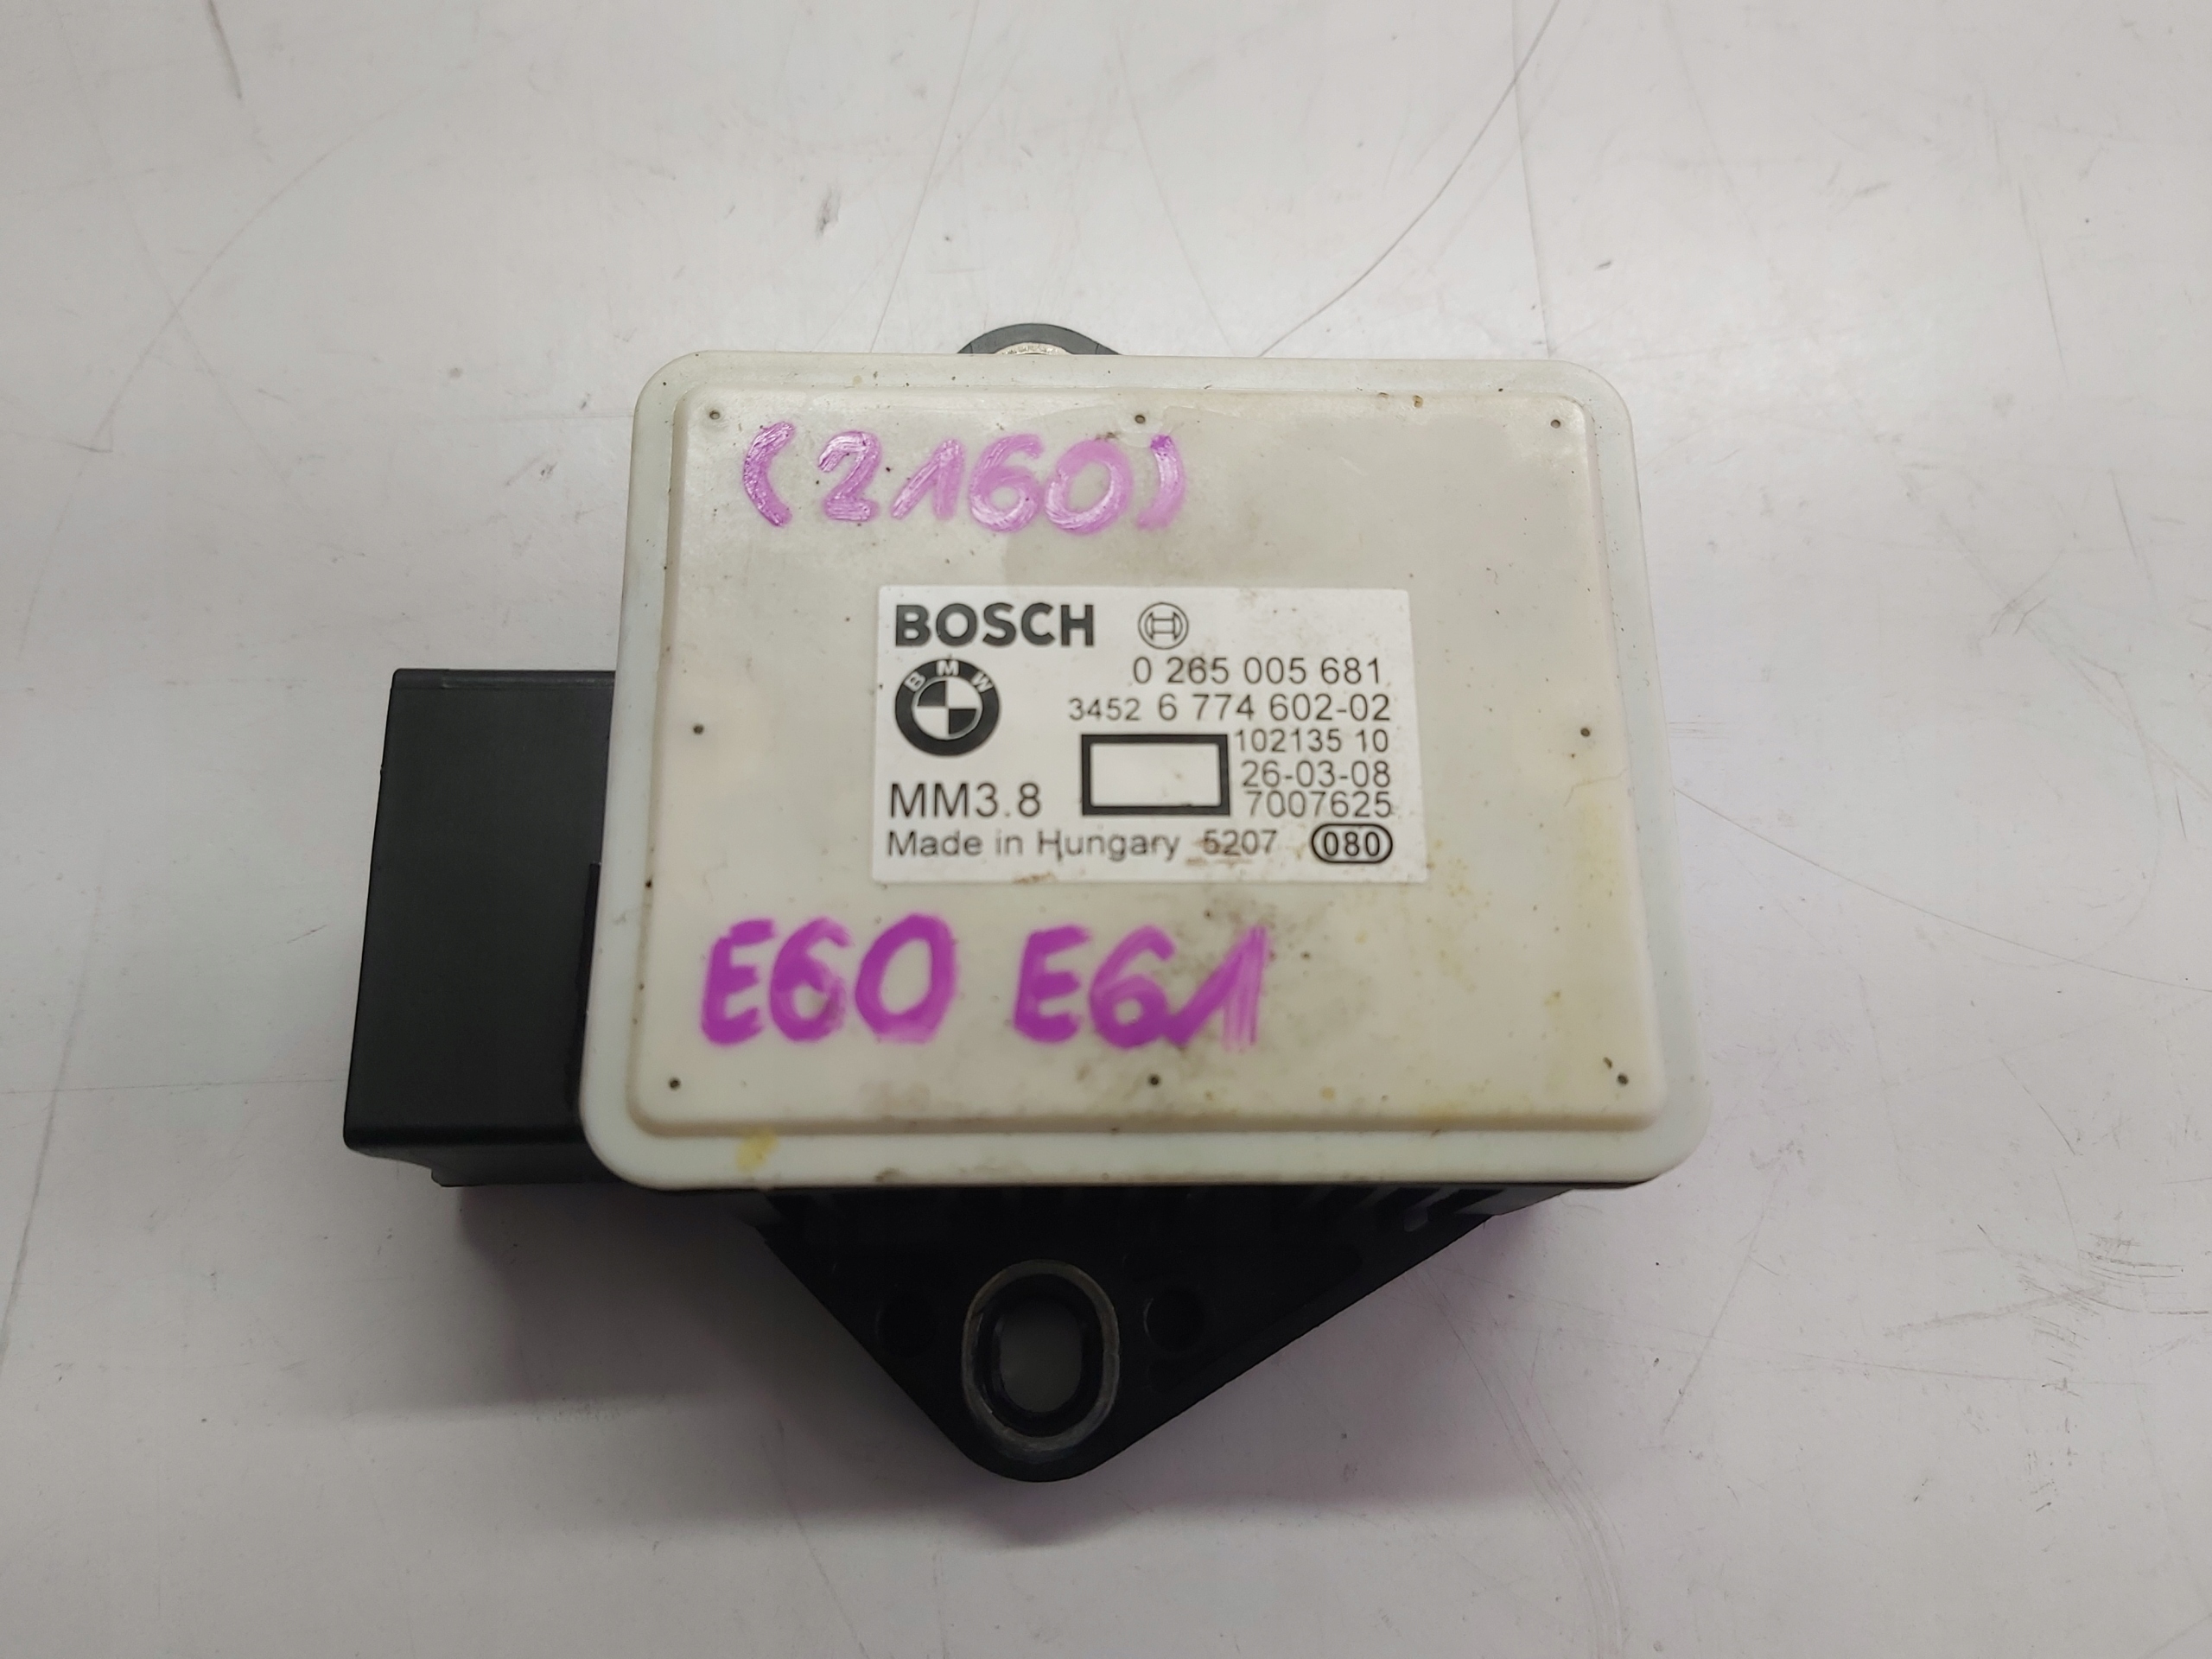 (2160)
BOSCH
0 265 005 681
BMW
3452 6 774 602-02
102135 10
26-03-08
MM3.8
7007625
Made in Hungary 5207 080
E60 E61